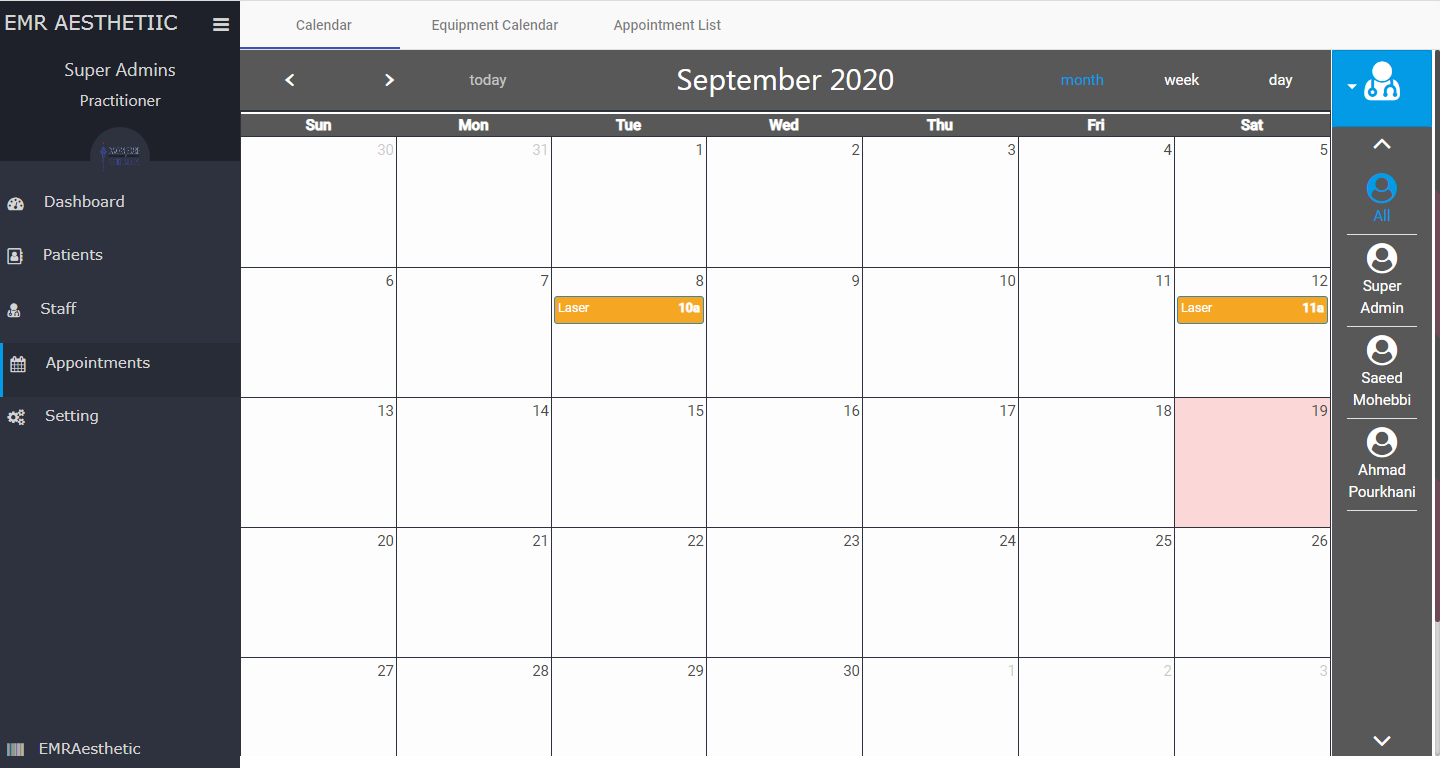 EMR AESTHETIIC
Super Admins
Practitioner
Dashboard
Patients
Staff
Appointments
Setting
EMRAesthetic
Calendar Equipment Calendar Appointment List
today September 2020 month week day
Sun Mon Tue Wed Thu Fri Sat
30 31 1 2 3 4 5
6 7 8 9 10 11 12
Laser 10a Laser 11a
13 14 15 16 17 18 19
20 21 22 23 24 25 26
27 28 29 30 1 2 3
All
Super
Admin
Saeed
Mohebbi
Ahmad
Pourkhani